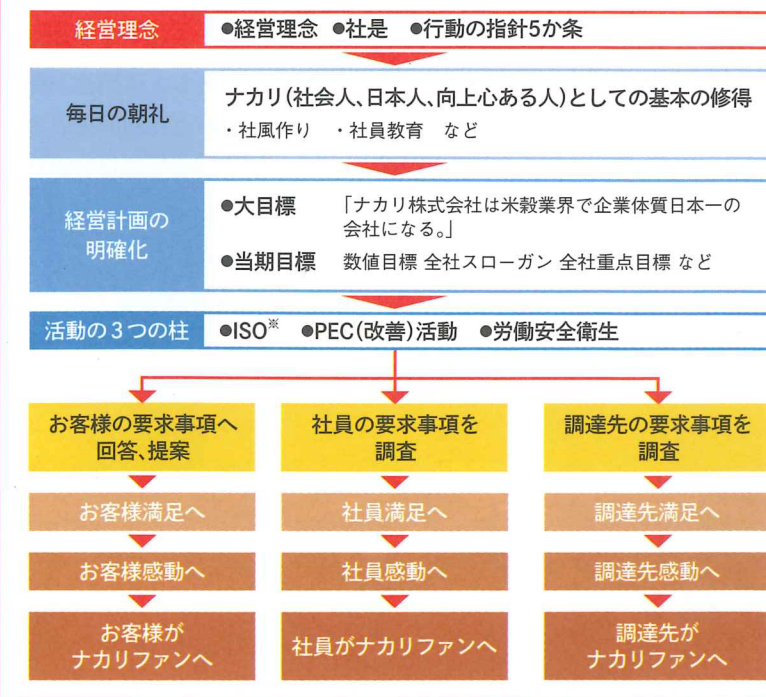 経営理念 ●経営理念 ●社是 ●行動の指針5か条
毎日の朝礼
ナカリ(社会人、日本人、向上心ある人)としての基本の修得
・社風作り ・社員教育 など
経営計画の
明確化
●大目標 「ナカリ株式会社は米穀業界で企業体質日本一の
会社になる。」
●当期目標 数値目標 全社スローガン 全社重点目標 など
活動の3つの柱 ●ISO※ ●PEC(改善)活動 ●労働安全衛生
お客様の要求事項へ
回答、提案
お客様満足へ
お客様感動へ
お客様が
ナカリファンへ
社員の要求事項を
調査
社員満足へ
社員感動へ
社員がナカリファンへ
調達先の要求事項を
調査
調達先満足へ
調達先感動へ
調達先が
ナカリファンへ